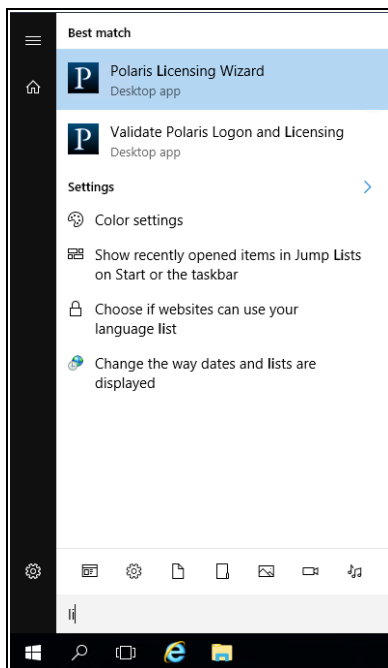 Best match
P
Polaris Licensing Wizard
Desktop app
P
Validate Polaris Logon and Licensing
Desktop app
Settings
Color settings
Show recently opened items in Jump Lists
on Start or the taskbar
Choose if websites can use your
language list
Change the way dates and lists are
displayed
li